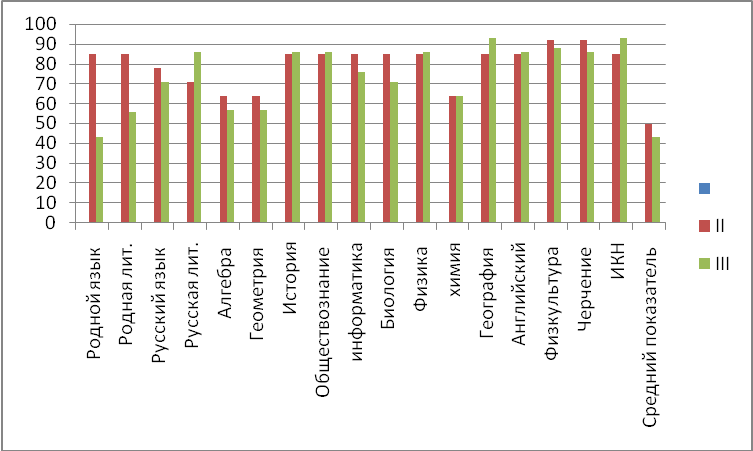 100
90
80
70
60
50
40
30
20
10
0
Родной язык
Родная лит.
Русский язык
Русская лит.
Алгебра
Геометрия
История
Обществознание
информатика
Биология
Физика
химия
География
Английский
Физкультура
Черчение
ИКН
Средний показатель
II
III